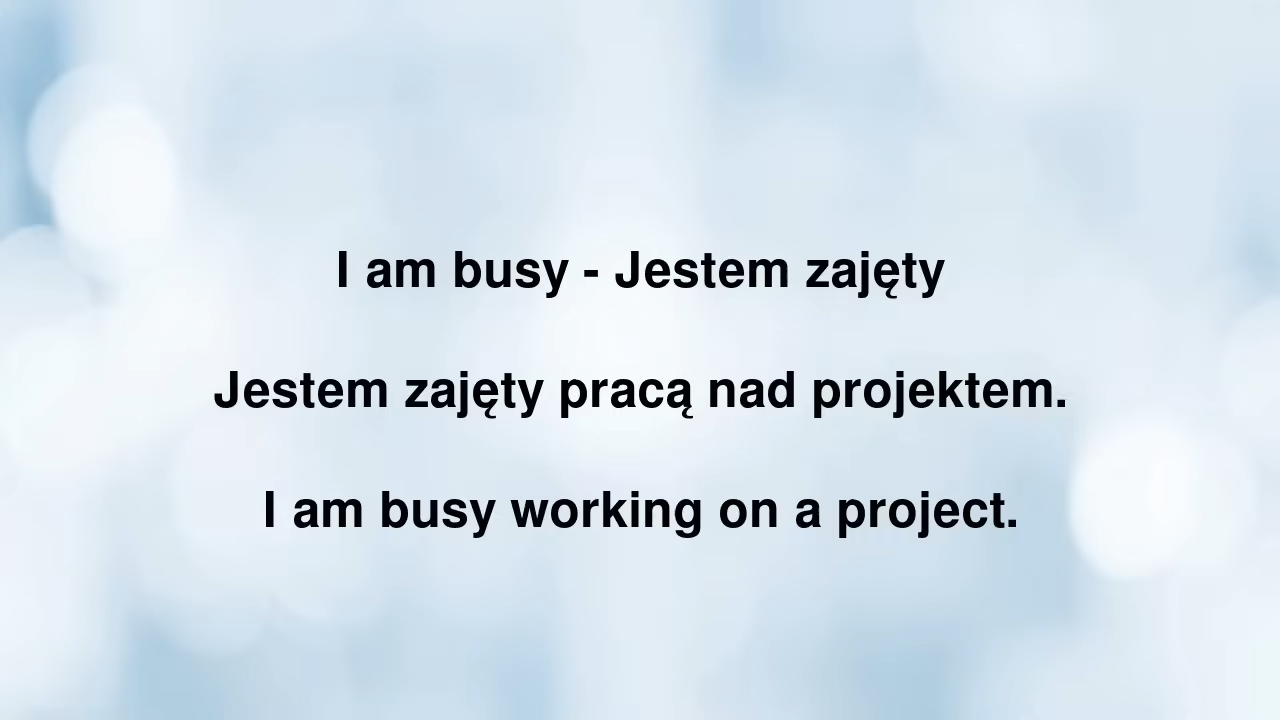 I am busy - Jestem zajęty
Jestem zajęty pracą nad projektem.
I am busy working on a project.